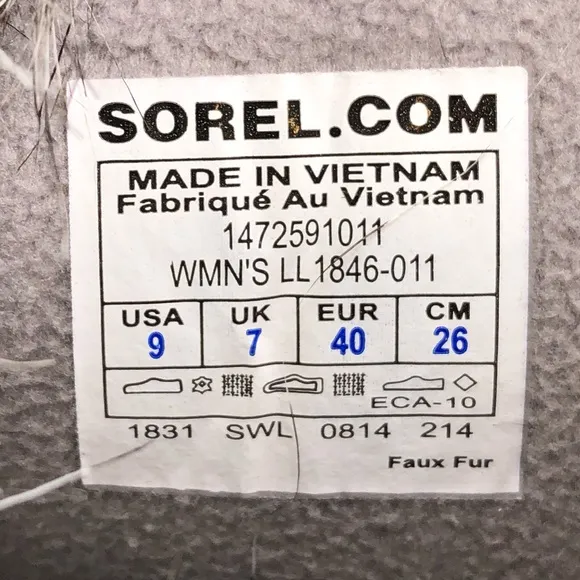 SOREL.COM
MADE IN VIETNAM
Fabriqué Au Vietnam
1472591011
WMN'S LL1846-011
USA UK EUR CM
9 7 40 26
ECA-10
1831 SWL 0814 214
Faux Fur